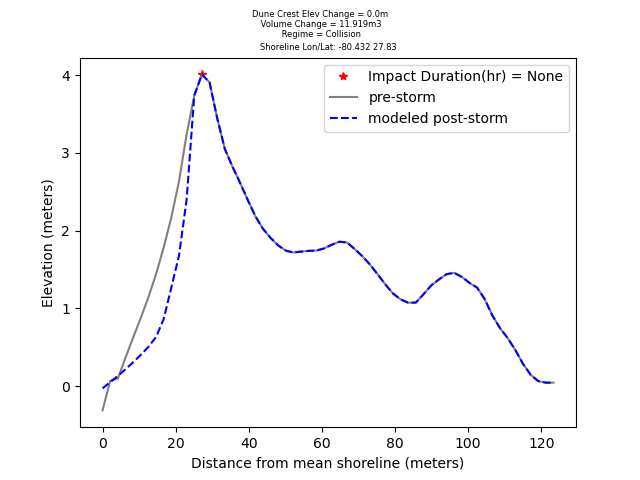 Dune Crest Elev Change = 0.0m
Volume Change = 11.919m3
Regime = Collision
Shoreline Lon/Lat: -80.432 27.83
Impact Duration(hr) = None
pre-storm
modeled post-storm
Elevation (meters)
4
3
2
1
0
0 20 40 60 80 100 120
Distance from mean shoreline (meters)